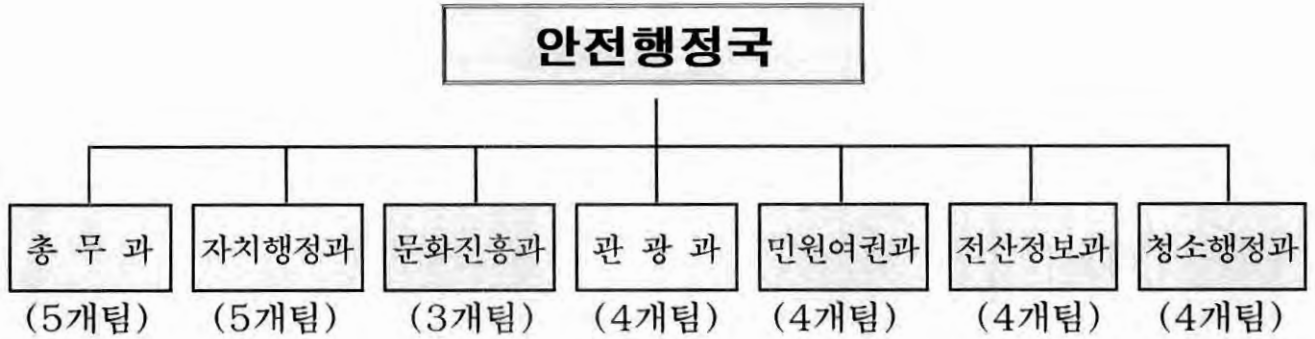 안전행정국
총 무 과 자치행정과 문화진흥과 관 광 과 민원여권과 전산정보과 청소행정과
(5개팀) (5개팀) (3개팀) (4개팀) (4개팀) (4개팀) (4개팀)